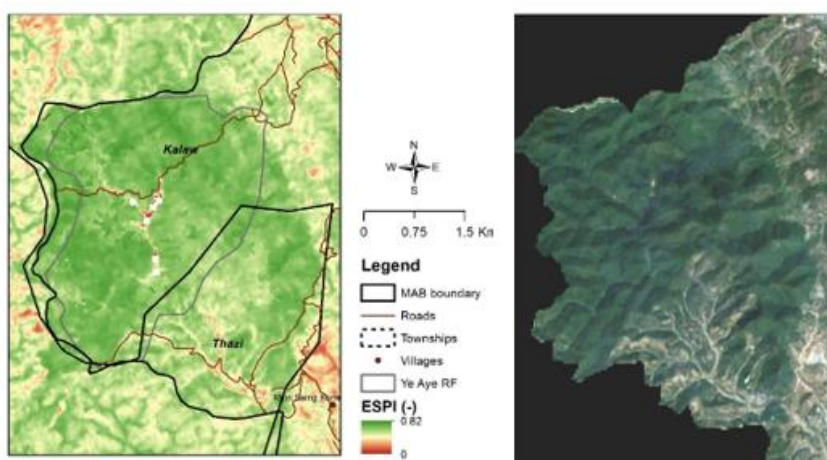 Kalaw
Thazi
N
W E
S
0 0.75 1.5 Km
Legend
MAB boundary
Roads
Townships
Villages
Ye Aye RF
ESPI (-)
0.82
0